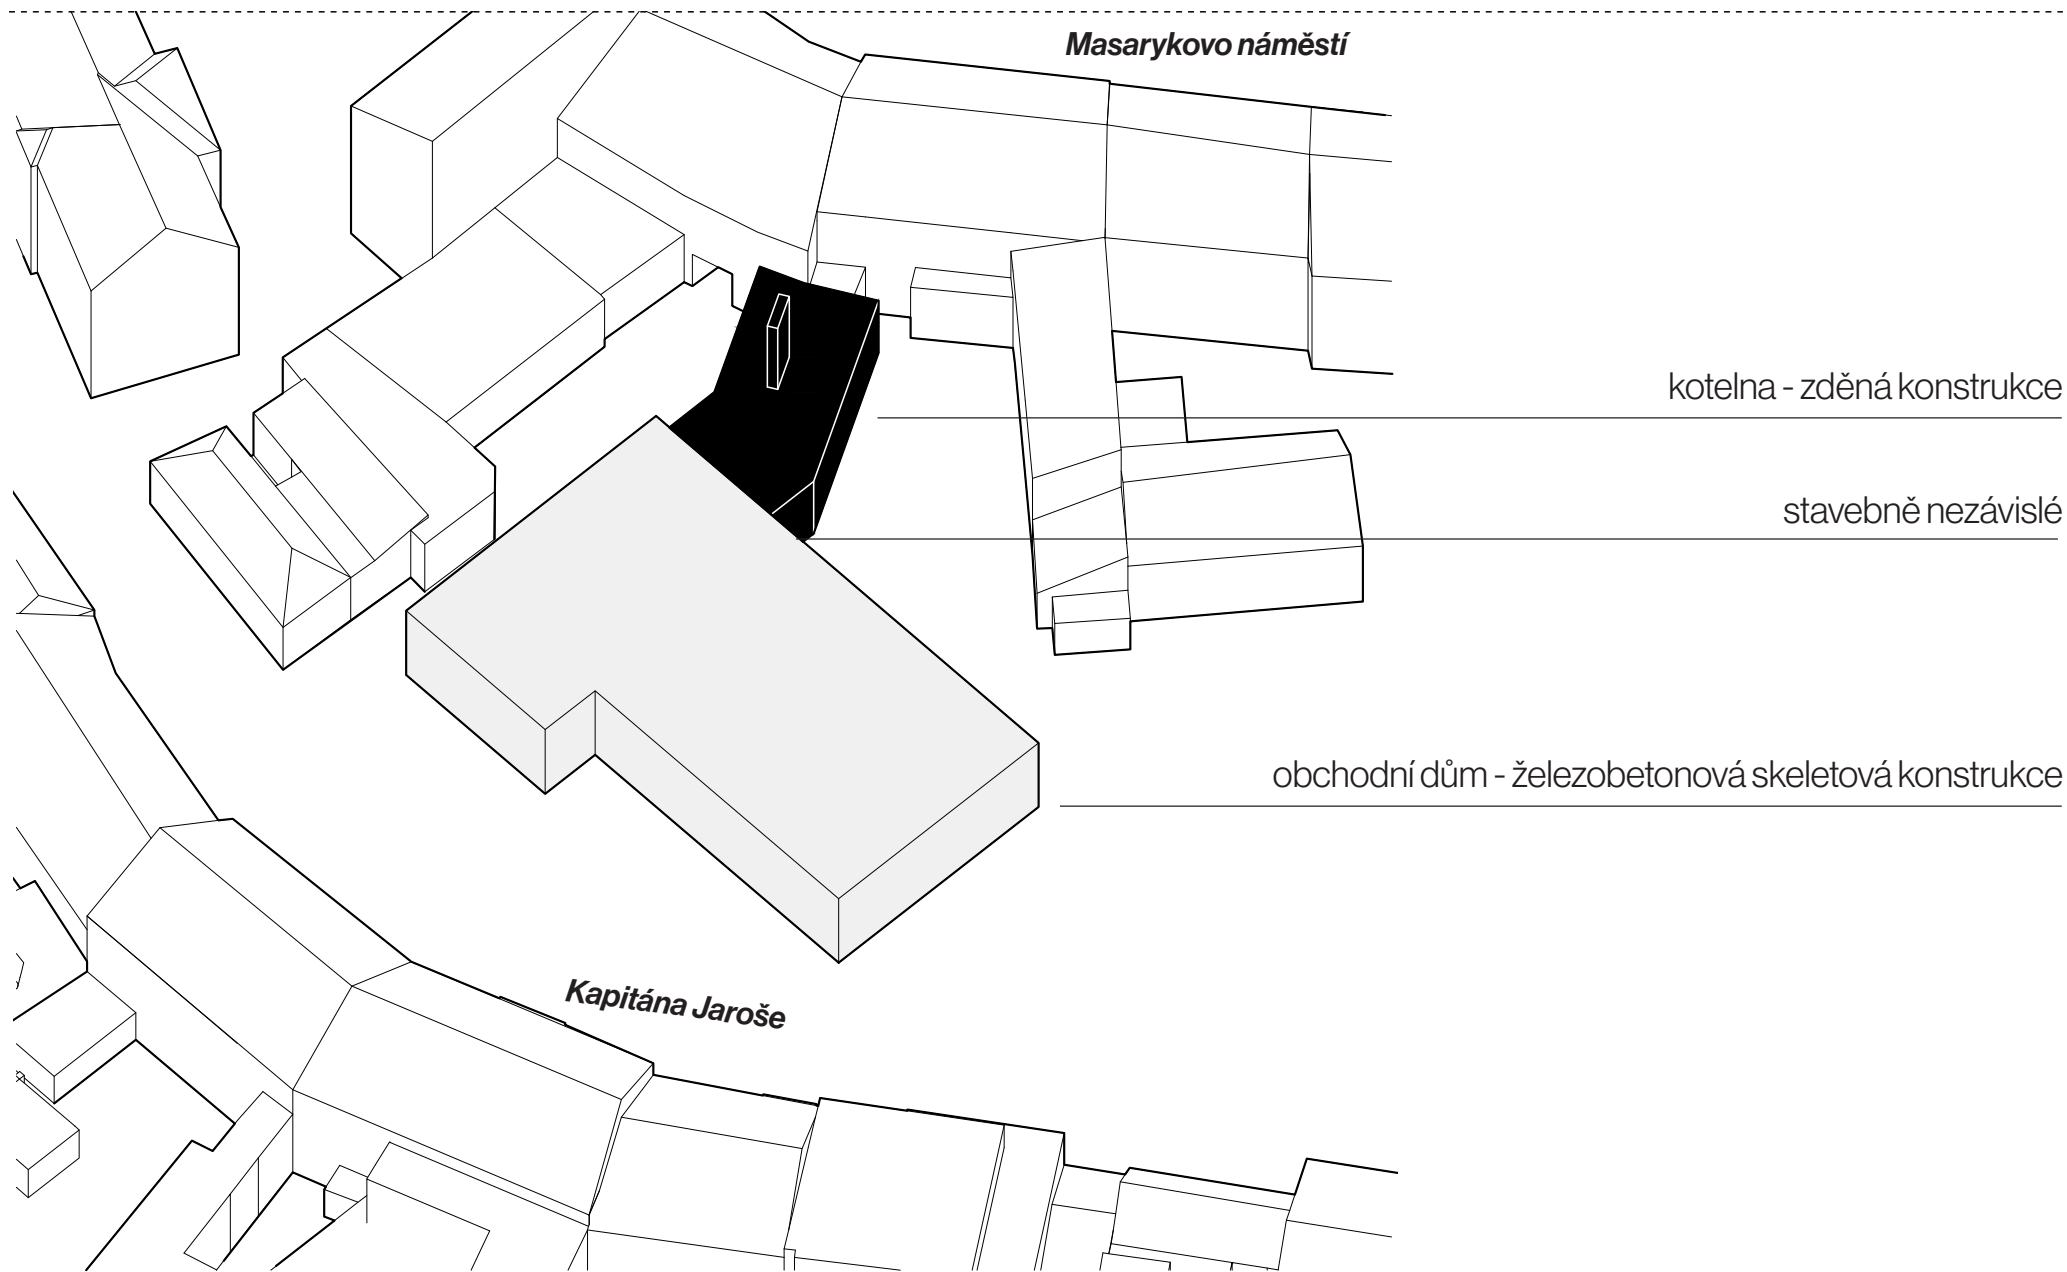 Masarykovo náměstí
kotelna - zděná konstrukce
stavebně nezávislé
obchodní dům - železobetonová skeletová konstrukce
Kapitána Jaroše